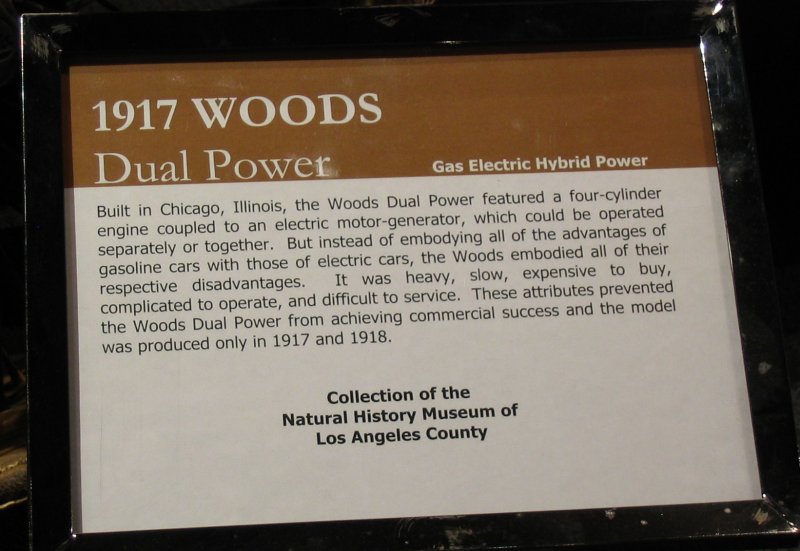 1917 WOODS
Dual Power
Gas Electric Hybrid Power
Built in Chicago, Illinois, the Woods Dual Power featured a four-cylinder
engine coupled to an electric motor-generator, which could be operated
separately or together. But instead of embodying all of the advantages of
gasoline cars with those of electric cars, the Woods embodied all of their
respective disadvantages. It was heavy, slow, expensive to buy,
complicated to operate, and difficult to service. These attributes prevented
the Woods Dual Power from achieving commercial success and the model
was produced only in 1917 and 1918.
Collection of the
Natural History Museum of
Los Angeles County